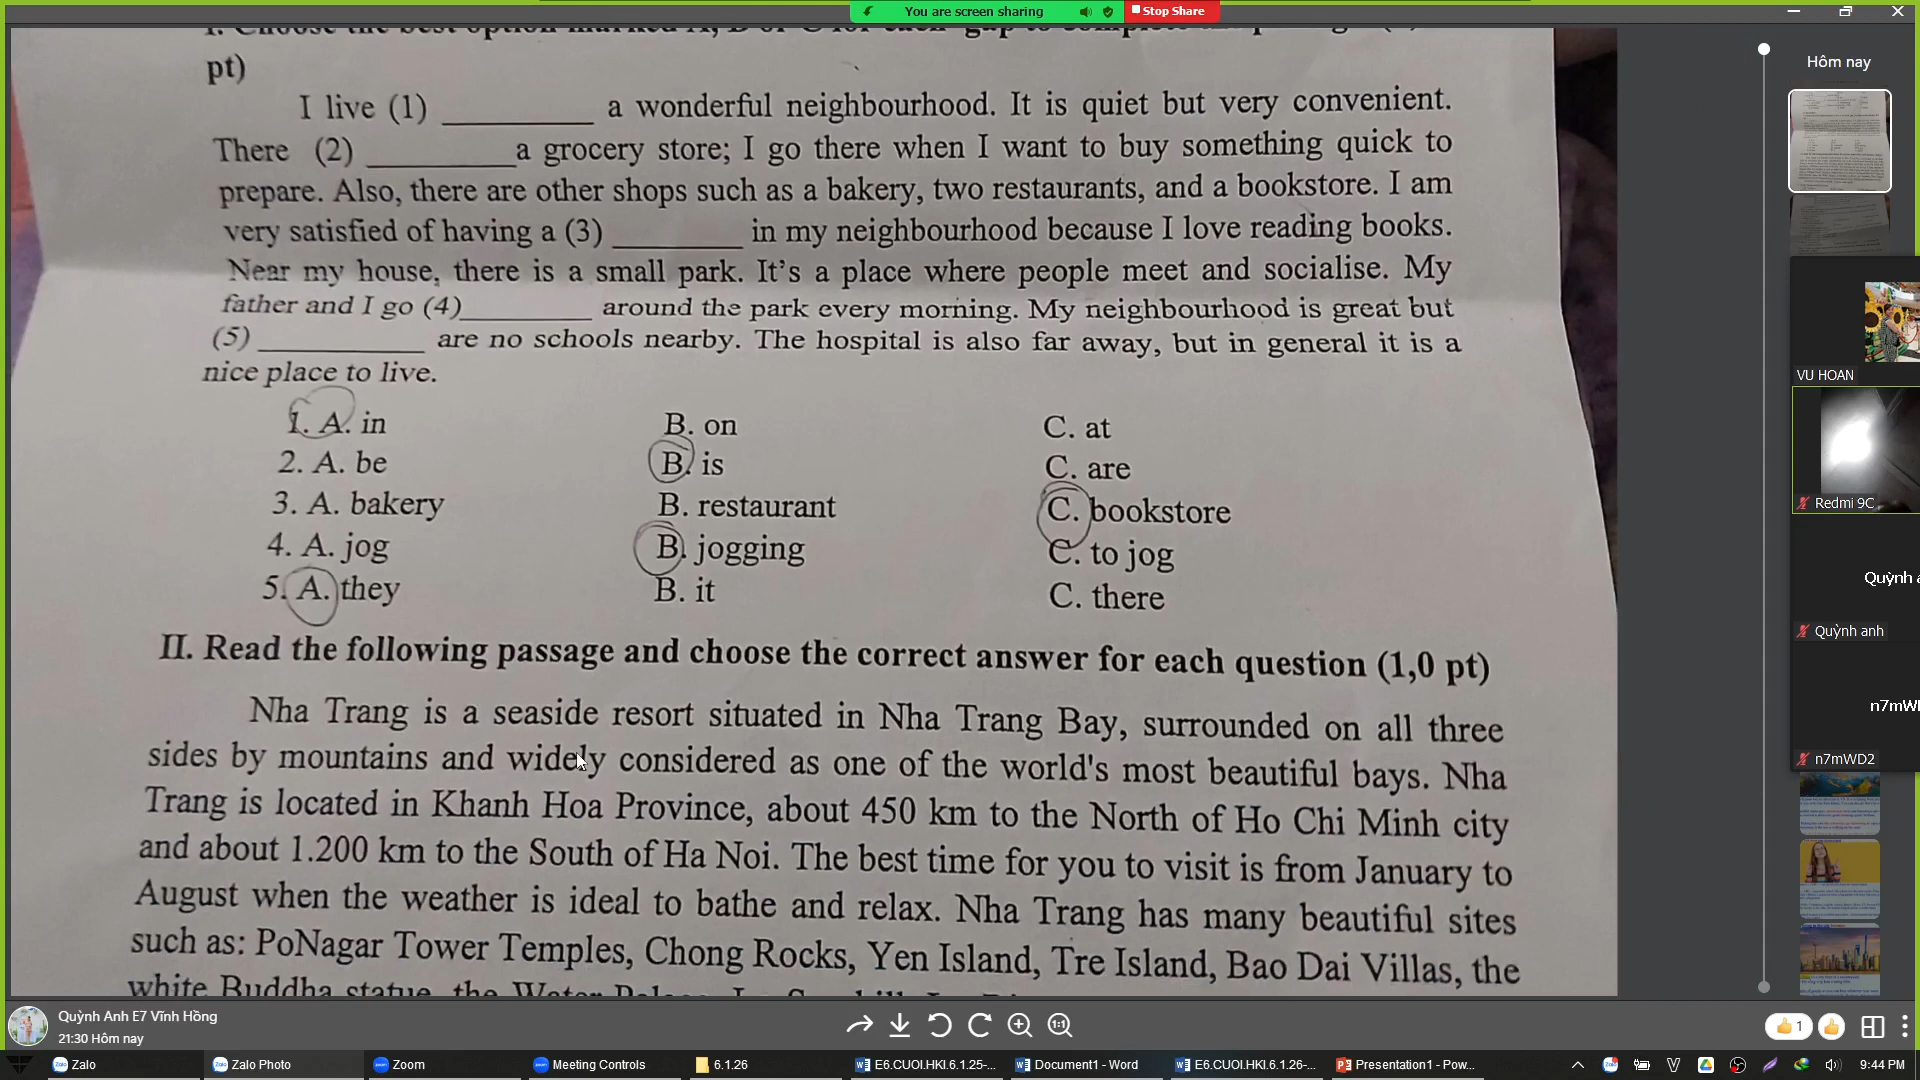 You are screen sharing
Stop Share
pt)
I live (1) __________ a wonderful neighbourhood. It is quiet but very convenient.
There (2) __________a grocery store; I go there when I want to buy something quick to
prepare. Also, there are other shops such as a bakery, two restaurants, and a bookstore. I am
very satisfied of having a (3) _________ in my neighbourhood because I love reading books.
Near my house, there is a small park. It's a place where people meet and socialise. My
father and I go (4)_________ around the park every morning. My neighbourhood is great but
(5) ___________ are no schools nearby. The hospital is also far away, but in general it is a
nice place to live.
1. A. in B. on C. at
2. A. be B. is C. are
3. A. bakery B. restaurant C. bookstore
4. A. jog B. jogging C. to jog
5. A. they B. it C. there
II. Read the following passage and choose the correct answer for each question (1,0 pt)
Nha Trang is a seaside resort situated in Nha Trang Bay, surrounded on all three
sides by mountains and widely considered as one of the world's most beautiful bays. Nha
Trang is located in Khanh Hoa Province, about 450 km to the North of Ho Chi Minh city
and about 1.200 km to the South of Ha Noi. The best time for you to visit is from January to
August when the weather is ideal to bathe and relax. Nha Trang has many beautiful sites
such as: PoNagar Tower Temples, Chong Rocks, Yen Island, Tre Island, Bao Dai Villas, the
white Buddha statue, the Water
Hôm nay
VU HOAN
Redmi 9C
Quỳnh a
Quỳnh anh
n7mWI
n7mWD2
Quỳnh Anh E7 Vĩnh Hồng
21:30 Hôm nay
1:1
1
Zalo
Zalo Photo
Zoom
Meeting Controls
6.1.26
E6.CUOI.HKI.6.1.25-...
Document1 - Word
E6.CUOI.HKI.6.1.26-...
Presentation1 - Pow...
9:44 PM